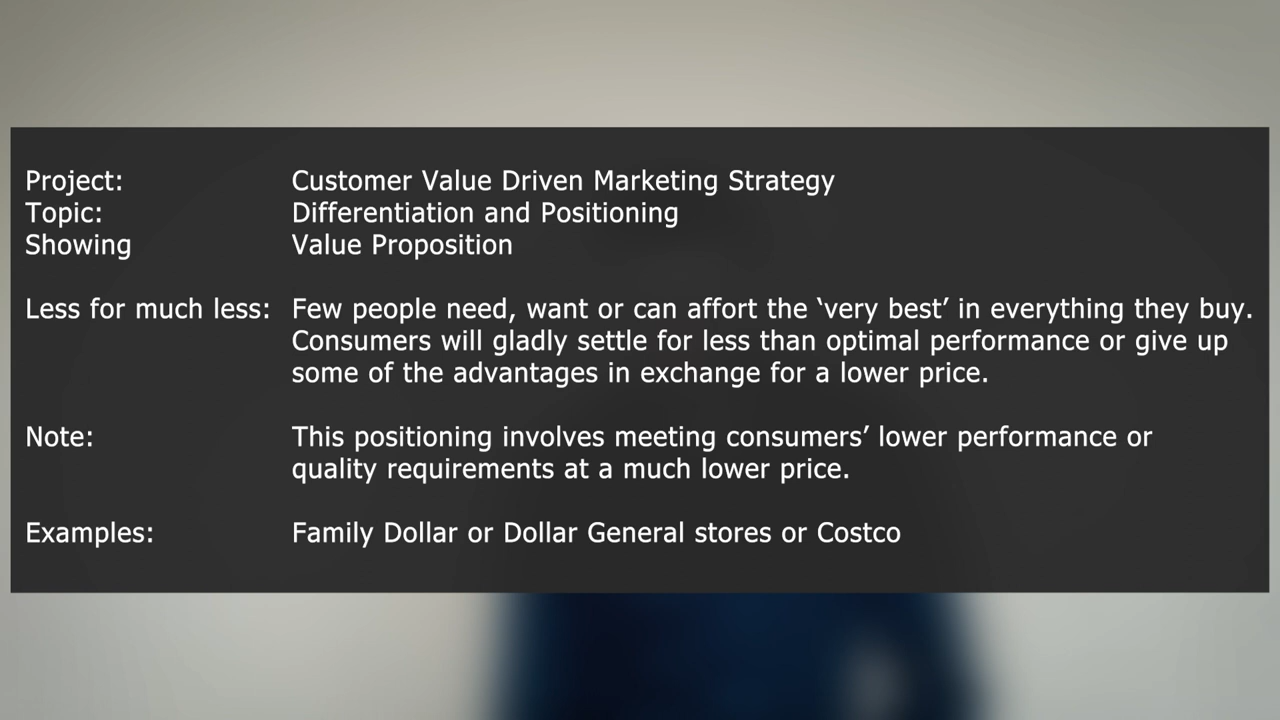 Project: Customer Value Driven Marketing Strategy
Topic: Differentiation and Positioning
Showing Value Proposition
Less for much less: Few people need, want or can affort the ‘very best’ in everything they buy.
Consumers will gladly settle for less than optimal performance or give up
some of the advantages in exchange for a lower price.
Note: This positioning involves meeting consumers’ lower performance or
quality requirements at a much lower price.
Examples: Family Dollar or Dollar General stores or Costco